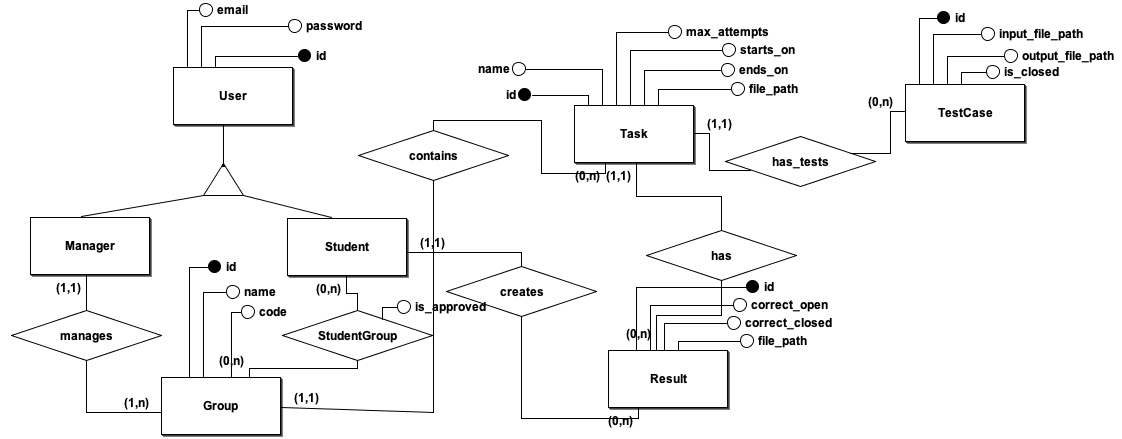 email
password
id
User
max_attempts
starts_on
name
ends_on
id
file_path
Task
id
input_file_path
output_file_path
is_closed
(0,n)
TestCase
(1,1)
contains
has_tests
(0,n)
(1,1)
Manager
Student
(1,1)
has
id
(1,1)
(0,n)
name
creates
id
code
is_approved
correct_open
manages
StudentGroup
correct_closed
(0,n)
file_path
(0,n)
Result
(1,n)
Group
(1,1)
(0,n)